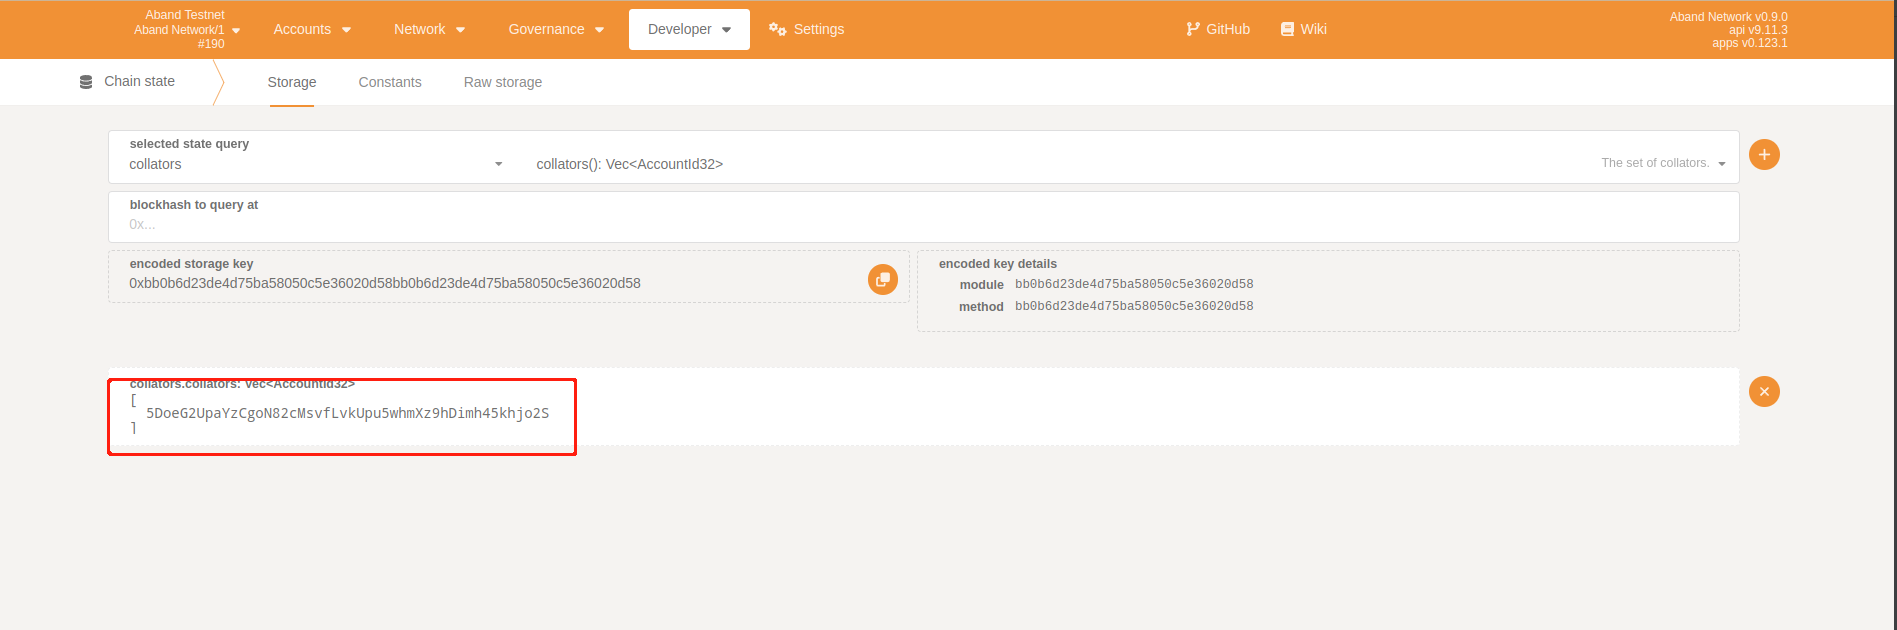 Aband Testnet
Aband Network/1
#190
Accounts
Network
Governance
Developer
Settings
GitHub
Wiki
Aband Network v0.9.0
api v9.11.3
apps v0.123.1
Chain state
Storage
Constants
Raw storage
selected state query
collators
collators(): Vec<AccountId32>
The set of collators.
blockhash to query at
0x...
encoded storage key
0xbb0b6d23de4d75ba58050c5e36020d58bb0b6d23de4d75ba58050c5e36020d58
encoded key details
module bb0b6d23de4d75ba58050c5e36020d58
method bb0b6d23de4d75ba58050c5e36020d58
collators.collators: Vec<AccountId32>
[
5DoeG2UpaYzCgoN82cMsvfLvkUpu5whmXz9hDimh45khjo2S
]